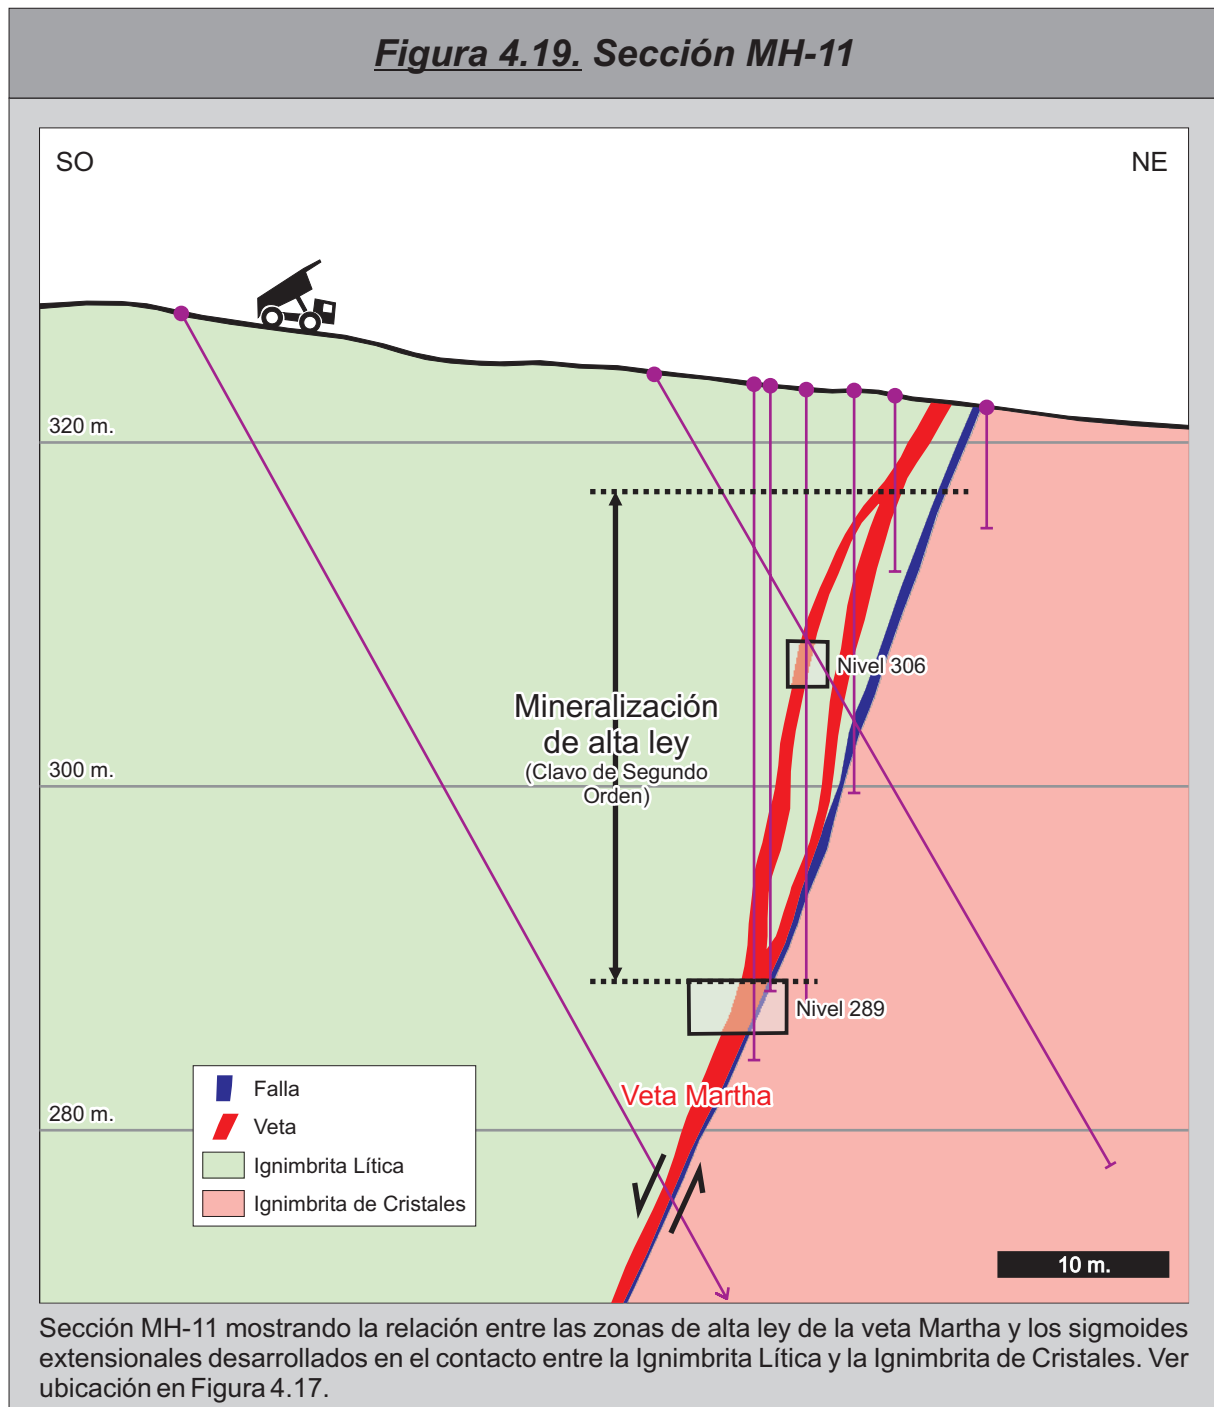 Figura 4.19. Sección MH-11
SO
NE
320 m.
Nivel 306
Mineralización
de alta ley
(Clavo de Segundo
Orden)
300 m.
Nivel 289
Veta Martha
280 m.
Falla
Veta
Ignimbrita Lítica
Ignimbrita de Cristales
10 m.
Sección MH-11 mostrando la relación entre las zonas de alta ley de la veta Martha y los sigmoides
extensionales desarrollados en el contacto entre la Ignimbrita Lítica y la Ignimbrita de Cristales. Ver
ubicación en Figura 4.17.